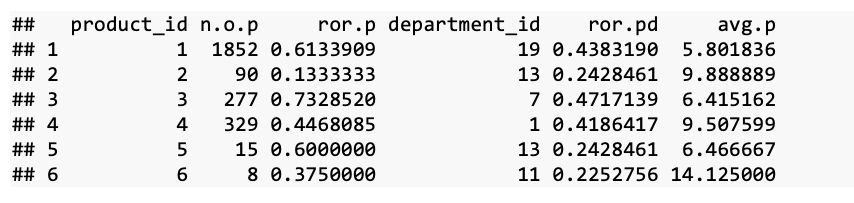 ##   product_id n.o.p     ror.p department_id    ror.pd     avg.p
## 1          1  1852 0.6133909            19 0.4383190  5.801836
## 2          2    90 0.1333333            13 0.2428461  9.888889
## 3          3   277 0.7328520             7 0.4717139  6.415162
## 4          4   329 0.4468085             1 0.4186417  9.507599
## 5          5    15 0.6000000            13 0.2428461  6.466667
## 6          6     8 0.3750000            11 0.2252756 14.125000